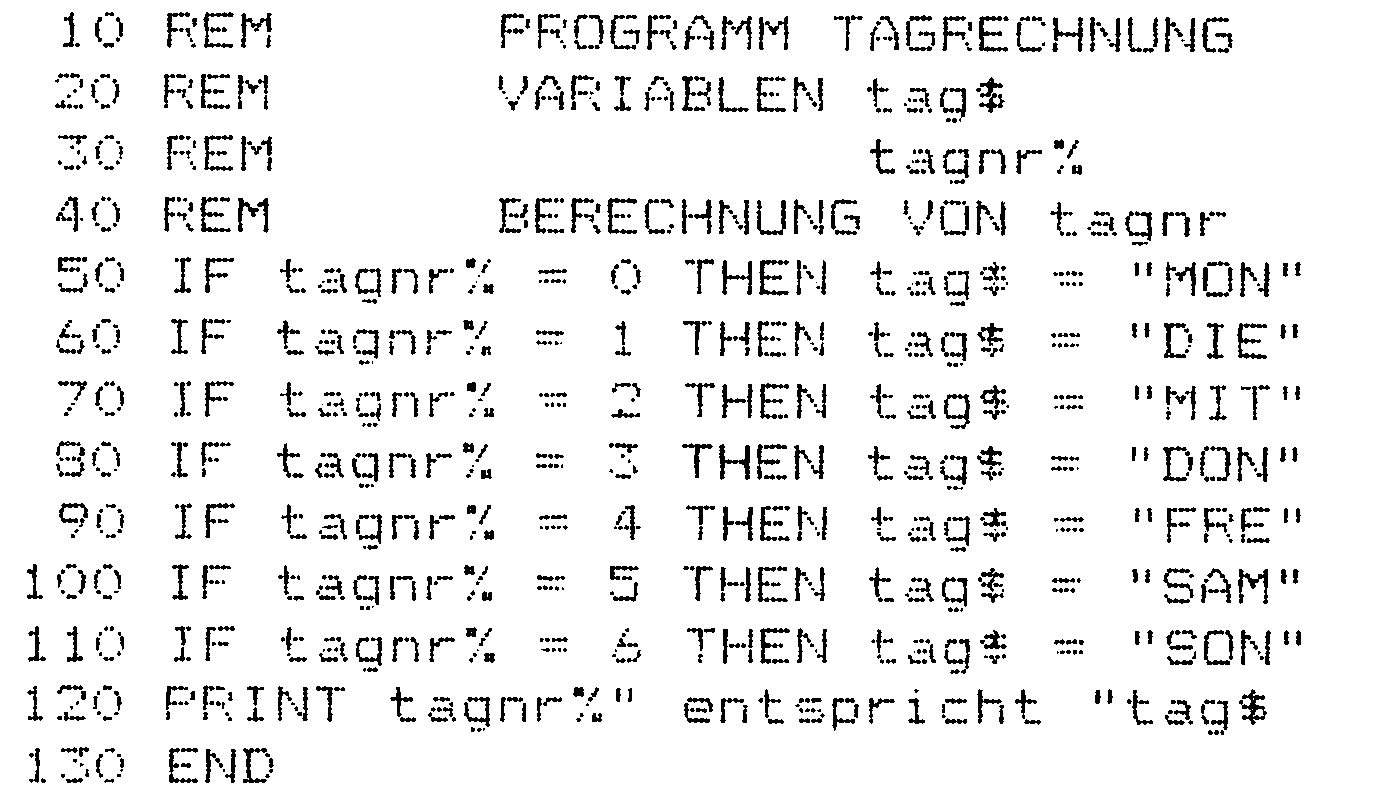 10 REM      PROGRAMM TAGRECHNUNG
20 REM      VARIABLEN tag$
30 REM                tagnr%
40 REM      BERECHNUNG VON tagnr
50 IF tagnr% = 0 THEN tag$ = "MON"
60 IF tagnr% = 1 THEN tag$ = "DIE"
70 IF tagnr% = 2 THEN tag$ = "MIT"
80 IF tagnr% = 3 THEN tag$ = "DON"
90 IF tagnr% = 4 THEN tag$ = "FRE"
100 IF tagnr% = 5 THEN tag$ = "SAM"
110 IF tagnr% = 6 THEN tag$ = "SON"
120 PRINT tagnr%" entspricht "tag$
130 END